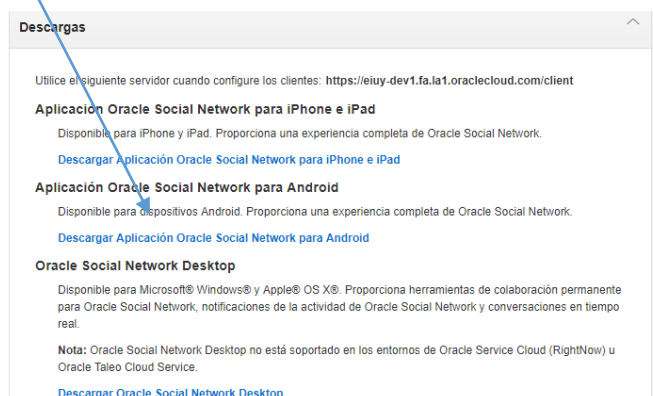 Descargas
Utilice el siguiente servidor cuando configure los clientes: https://eiuy-dev1.fa.la1.oraclecloud.com/client
Aplicación Oracle Social Network para iPhone e iPad
Disponible para iPhone y iPad. Proporciona una experiencia completa de Oracle Social Network.
Descargar Aplicación Oracle Social Network para iPhone e iPad
Aplicación Oracle Social Network para Android
Disponible para dispositivos Android. Proporciona una experiencia completa de Oracle Social Network.
Descargar Aplicación Oracle Social Network para Android
Oracle Social Network Desktop
Disponible para Microsoft® Windows® y Apple® OS X®. Proporciona herramientas de colaboración permanente
para Oracle Social Network, notificaciones de la actividad de Oracle Social Network y conversaciones en tiempo
real.
Nota: Oracle Social Network Desktop no está soportado en los entornos de Oracle Service Cloud (RightNow) u
Oracle Taleo Cloud Service.
Descargar Oracle Social Network Desktop